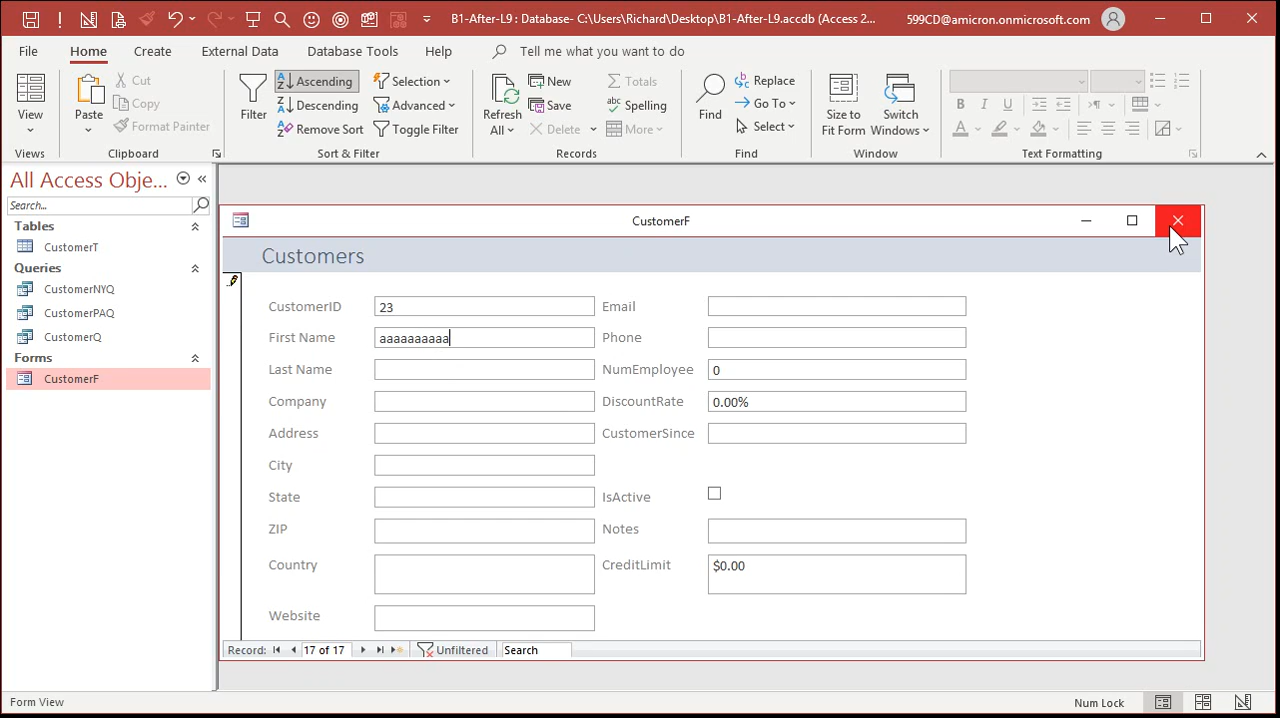 B1-After-L9 : Database- C:\Users\Richard\Desktop\B1-After-L9.accdb (Access 2... 599CD@amicron.onmicrosoft.com
File Home Create External Data Database Tools Help Tell me what you want to do
View
Views
Paste
Cut
Copy
Format Painter
Clipboard
Filter
Ascending
Descending
Remove Sort
Selection
Advanced
Toggle Filter
Sort & Filter
Refresh
All
New
Save
Delete
Totals
Spelling
More
Records
Find
Replace
Go To
Select
Find
Size to
Fit Form
Switch
Windows
Window
B I U
A
Text Formatting
All Access Obje...
Search...
Tables
CustomerT
Queries
CustomerNYQ
CustomerPAQ
CustomerQ
Forms
CustomerF
CustomerF
Customers
CustomerID 23 Email
First Name aaaaaaaaaa Phone
Last Name NumEmployee 0
Company DiscountRate 0.00%
Address CustomerSince
City
State IsActive
ZIP Notes
Country CreditLimit $0.00
Website
Record: 17 of 17 Unfiltered Search
Form View Num Lock